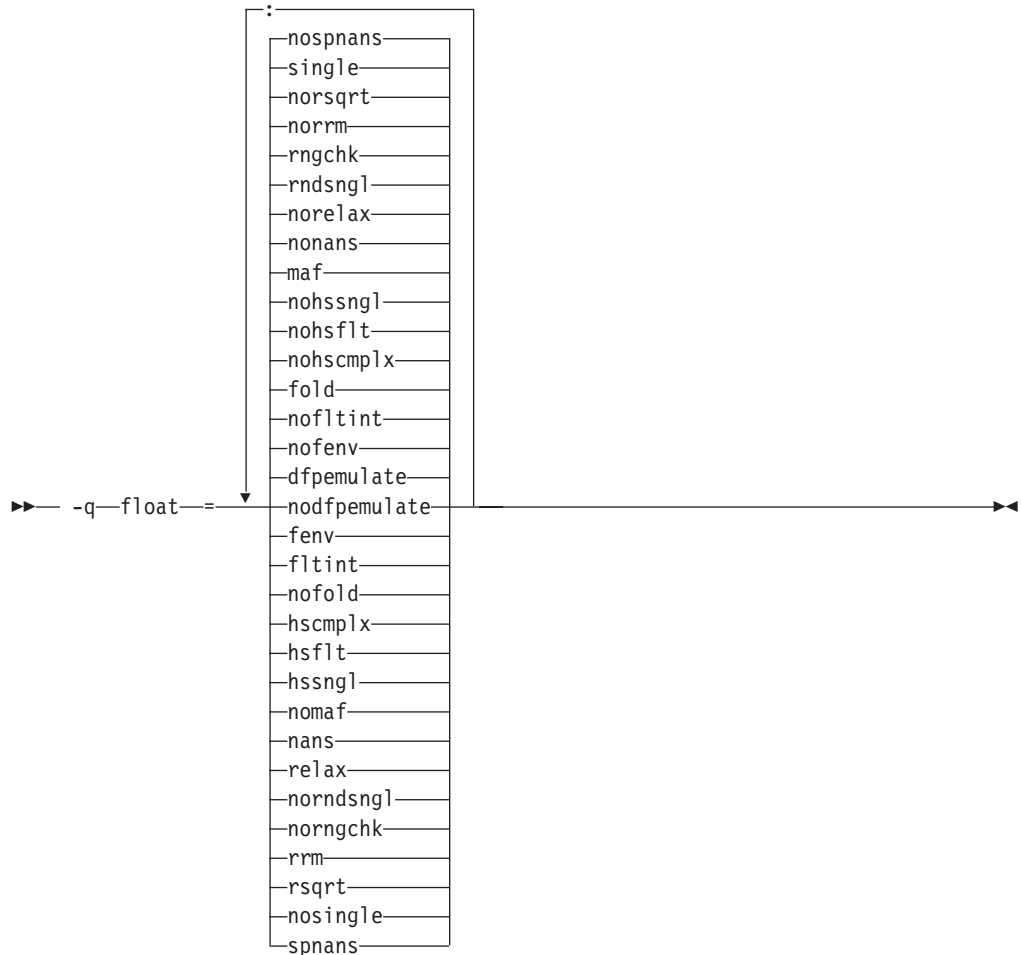 :
nospnans
single
norsqrt
norrm
rngchk
rndsngl
norelax
nonans
maf
nohssngl
nohsflt
nohscmplx
fold
nofltint
nofenv
dfpemulate
-q float = nodfpemulate
fenv
fltint
nofold
hscmplx
hsflt
hssngl
nomaf
nans
relax
norndsngl
norngchk
rrm
rsqrt
nosingle
spnans